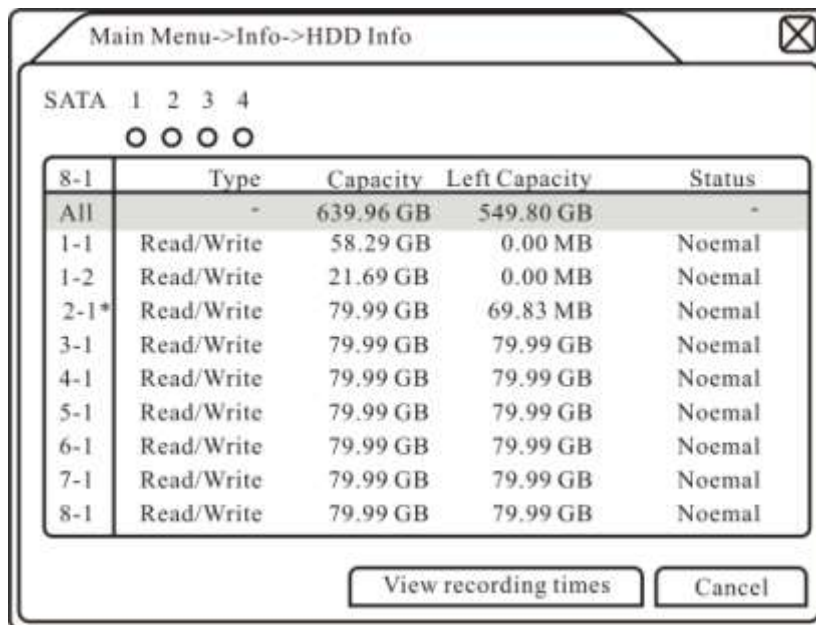 Main Menu->Info->HDD Info
SATA 1 2 3 4
8-1 Type Capacity Left Capacity Status
All - 639.96 GB 549.80 GB -
1-1 Read/Write 58.29 GB 0.00 MB Noemal
1-2 Read/Write 21.69 GB 0.00 MB Noemal
2-1* Read/Write 79.99 GB 69.83 MB Noemal
3-1 Read/Write 79.99 GB 79.99 GB Noemal
4-1 Read/Write 79.99 GB 79.99 GB Noemal
5-1 Read/Write 79.99 GB 79.99 GB Noemal
6-1 Read/Write 79.99 GB 79.99 GB Noemal
7-1 Read/Write 79.99 GB 79.99 GB Noemal
8-1 Read/Write 79.99 GB 79.99 GB Noemal
View recording times Cancel